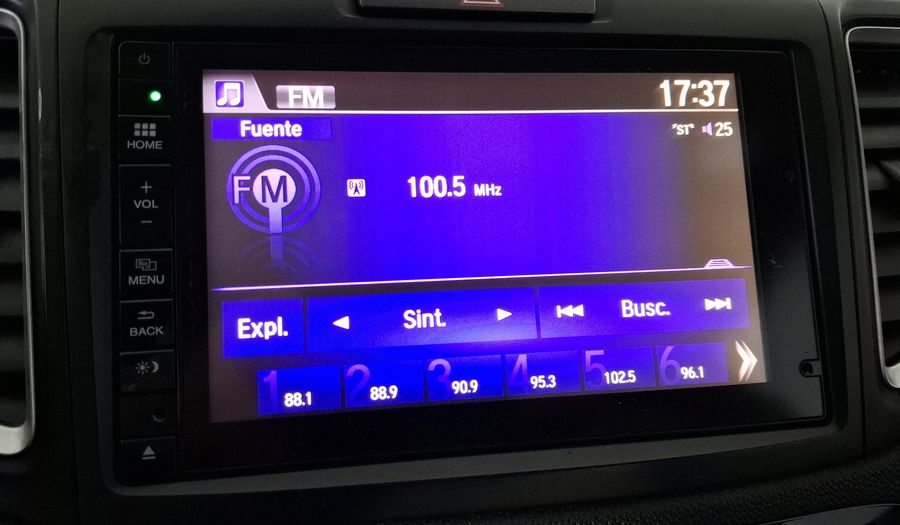 FM
17:37
Fuente
"ST"
25
FM
100.5 MHz
HOME
+
VOL
−
MENU
BACK
Expl.
Sint.
Busc.
1 88.1
2 88.9
3 90.9
4 95.3
5 102.5
6 96.1